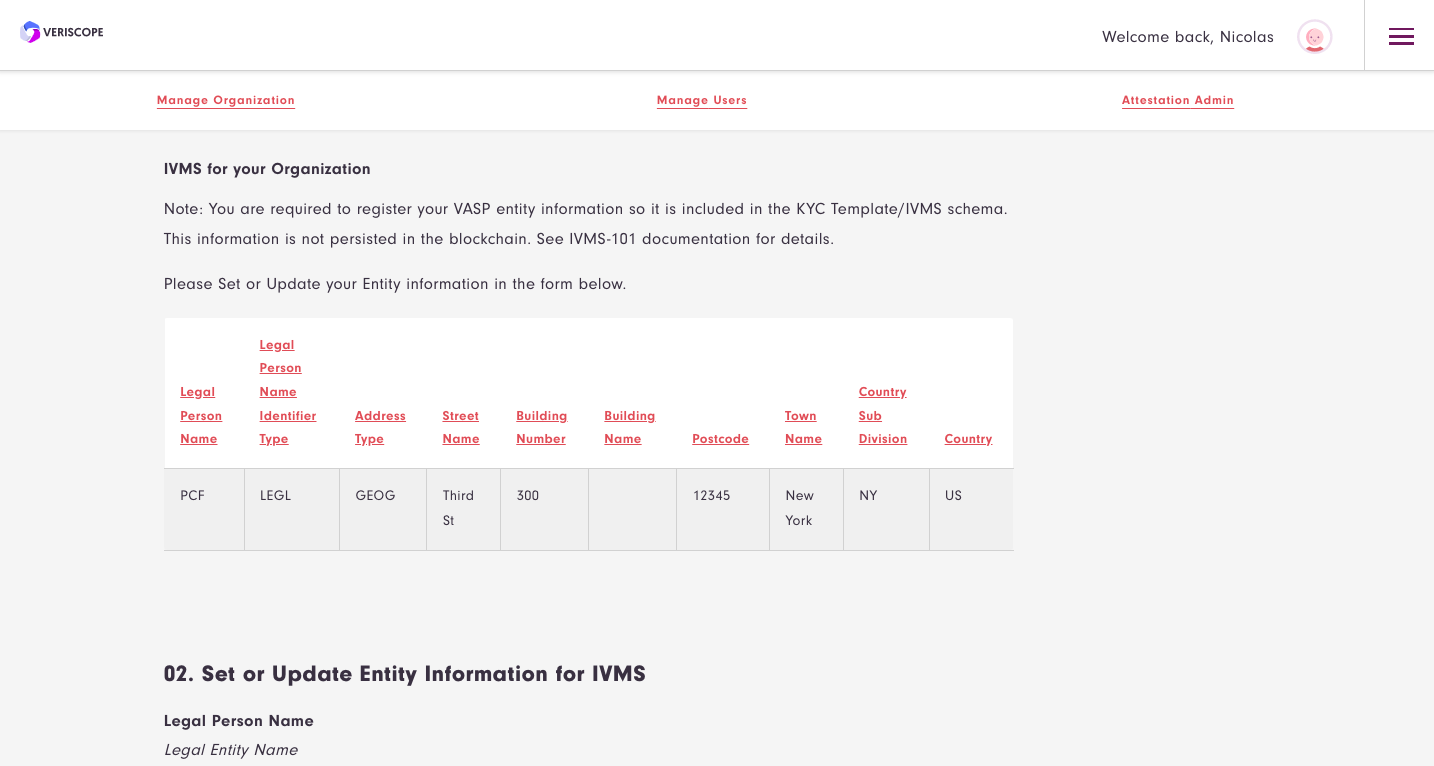 VERISCOPE
Welcome back, Nicolas
Manage Organization
Manage Users
Attestation Admin
IVMS for your Organization
Note: You are required to register your VASP entity information so it is included in the KYC Template/IVMS schema.
This information is not persisted in the blockchain. See IVMS-101 documentation for details.
Please Set or Update your Entity information in the form below.
Legal
Person
Name
Legal
Person
Name
Identifier
Type
Address
Type
Street
Name
Building
Number
Building
Name
Postcode
Town
Name
Country
Sub
Division
Country
PCF
LEGL
GEOG
Third
St
300
12345
New
York
NY
US
02. Set or Update Entity Information for IVMS
Legal Person Name
Legal Entity Name